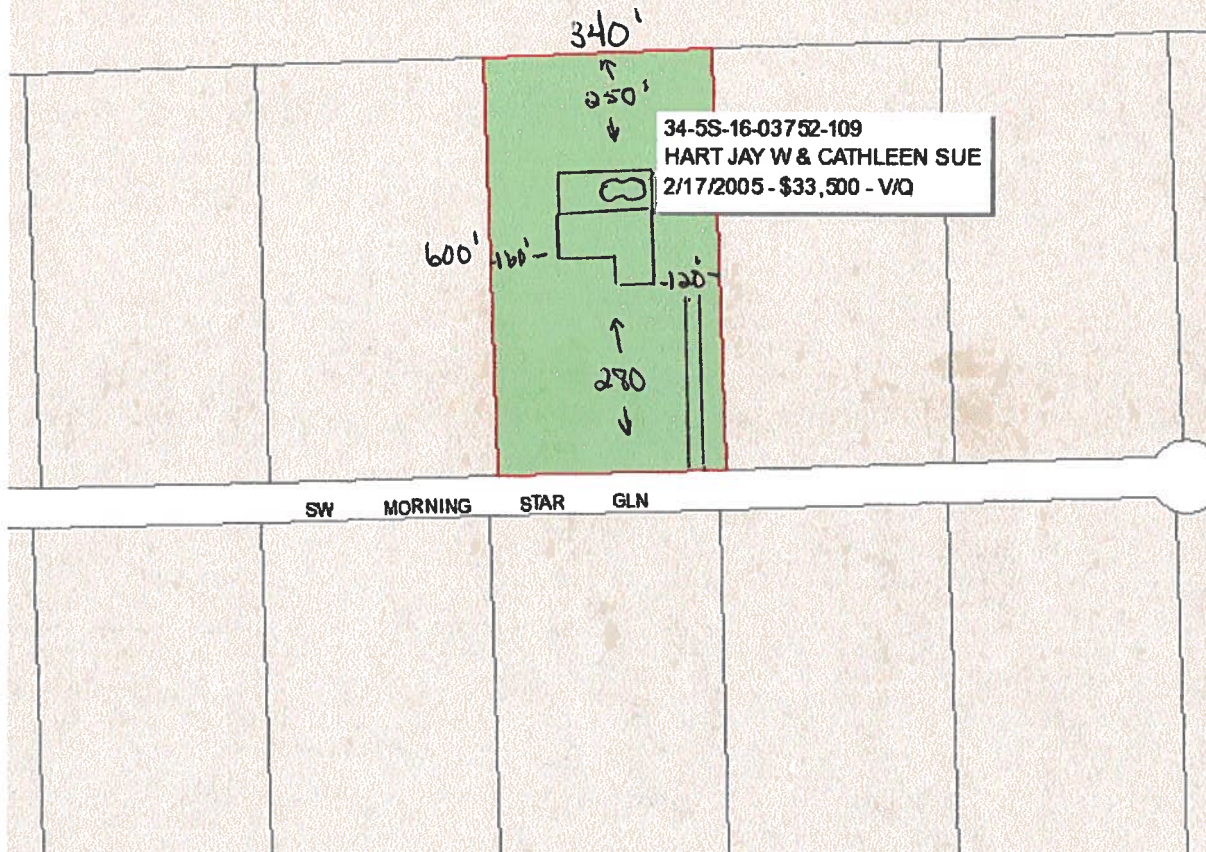 340'
250'
34-5S-16-03752-109
HART JAY W & CATHLEEN SUE
2/17/2005 - $33,500 - V/Q
600'
-160'-
-120'-
280
SW MORNING STAR GLN